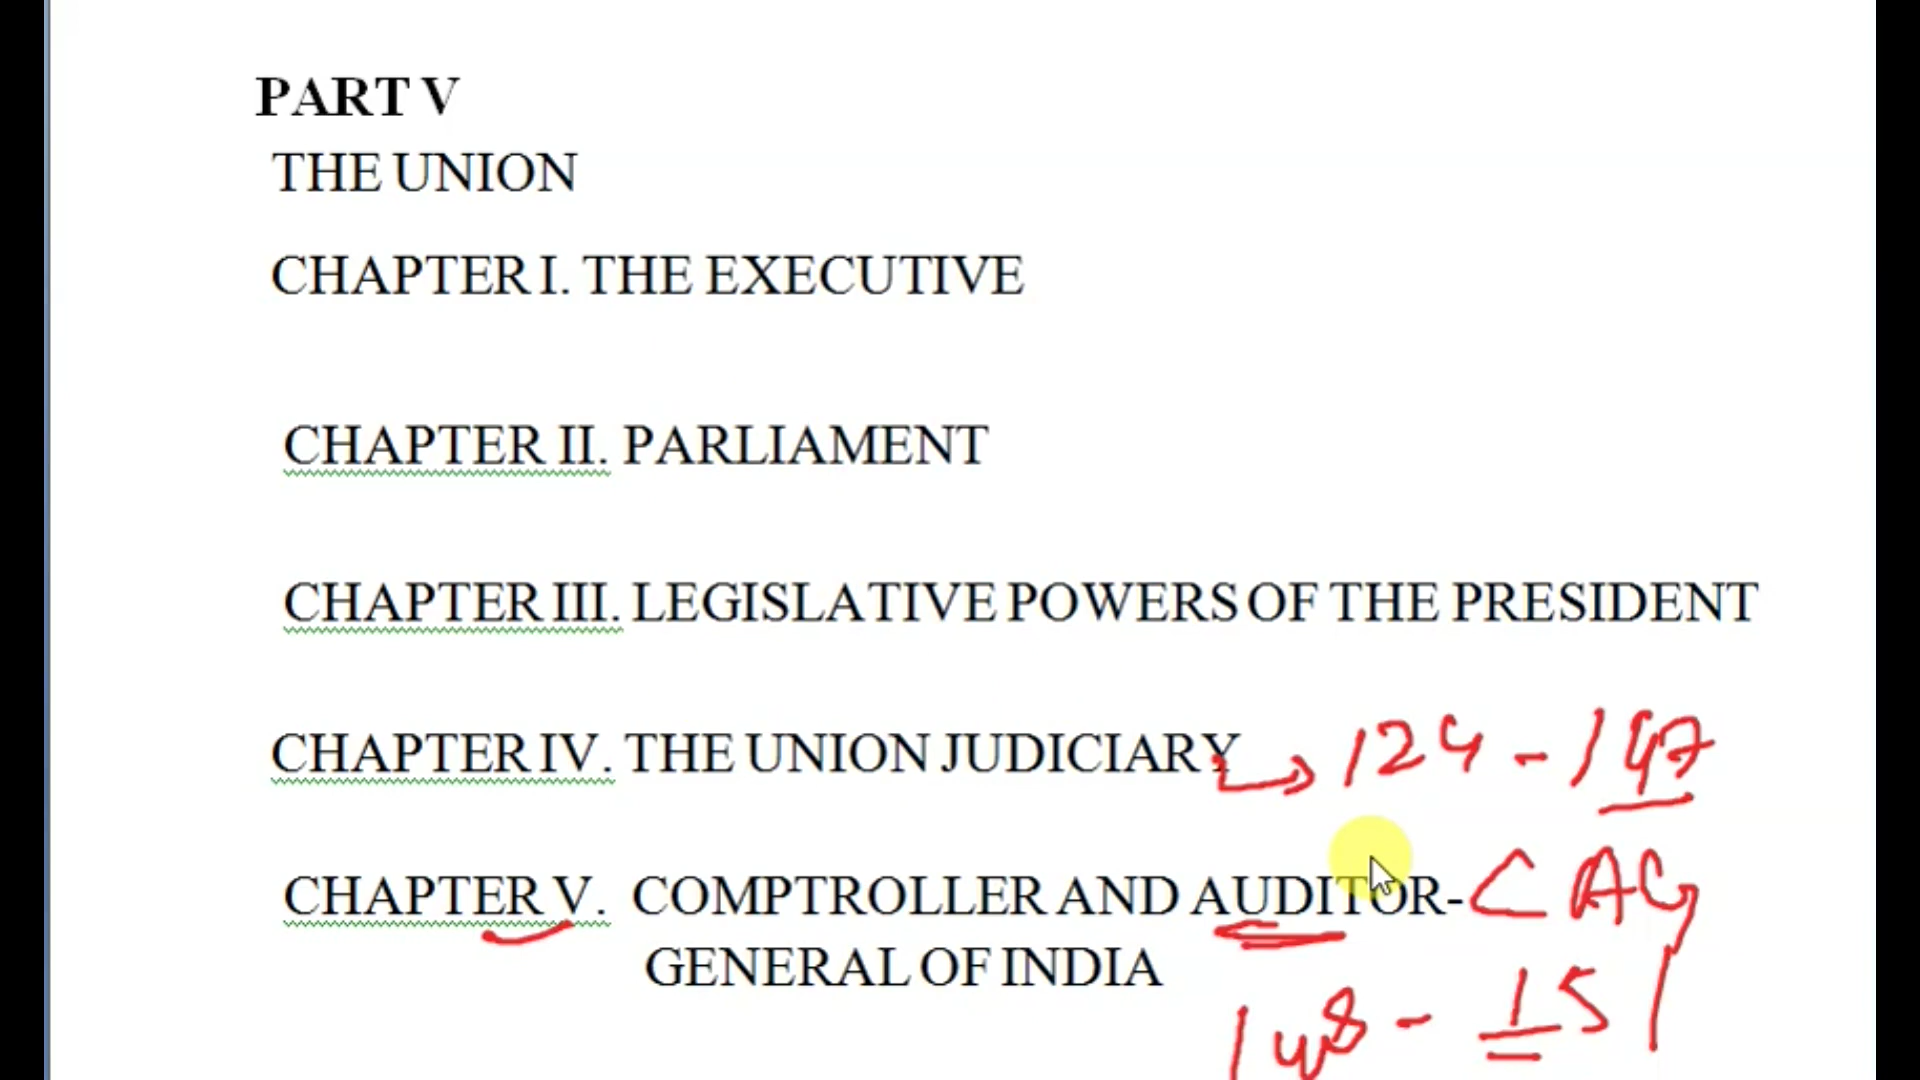 PART V
THE UNION
CHAPTER I. THE EXECUTIVE
CHAPTER II. PARLIAMENT
CHAPTER III. LEGISLATIVE POWERS OF THE PRESIDENT
CHAPTER IV. THE UNION JUDICIARY 124 - 147
CHAPTER V. COMPTROLLER AND AUDITOR- CAG
GENERAL OF INDIA
148 - 151